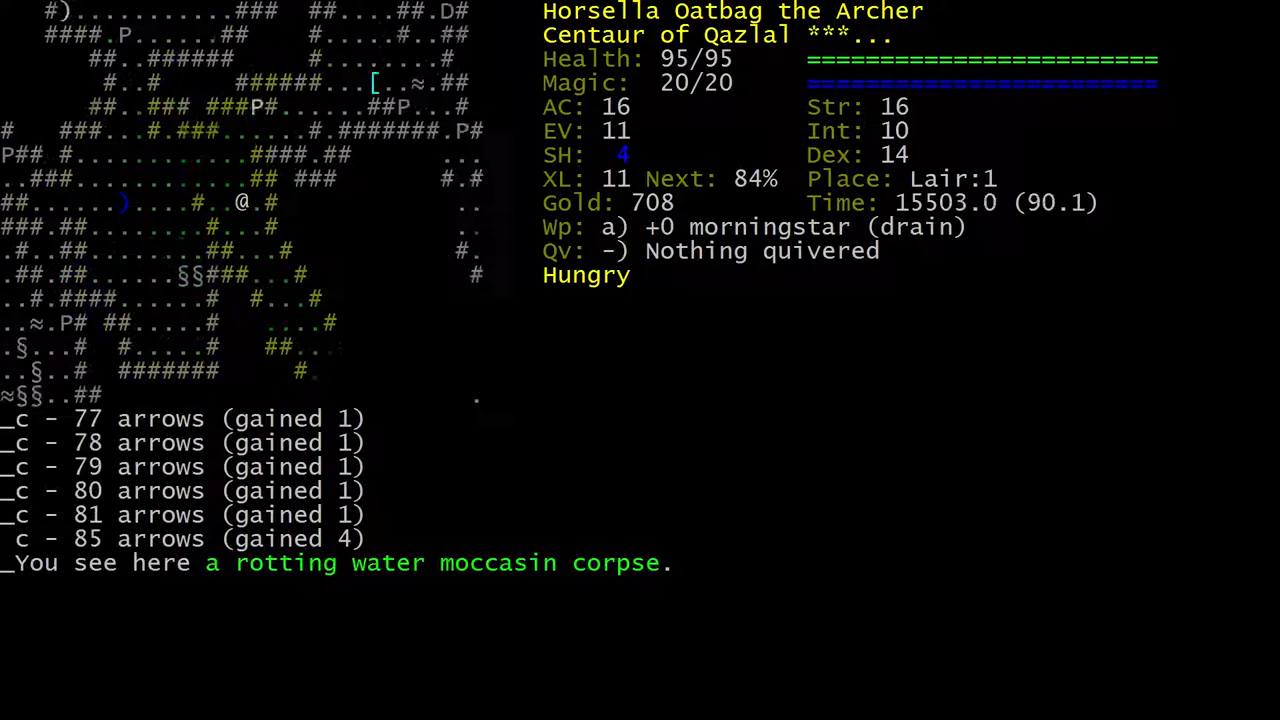 #)...........### ##....##.D# Horsella Oatbag the Archer
####.P......## #.....#..## Centaur of Qazlal ***...
##..###### #........# Health: 95/95 ========================
#..# ######...[..≈.## Magic: 20/20 ========================
##..### ###P#......##P...# AC: 16 Str: 16
# ###...#.###......#.#######.P# EV: 11 Int: 10
P## #............####.## ... SH: 4 Dex: 14
..###............## ### #.# XL: 11 Next: 84% Place: Lair:1
##......)....#..@.# .. Gold: 708 Time: 15503.0 (90.1)
###.##........#...# .. Wp: a) +0 morningstar (drain)
.#..##........##...# #. Qv: -) Nothing quivered
.##.##......§§###...# # Hungry
..#.####......# #...#
..≈.P# ##.....# ....#
.§...# #.....# ##...
..§..# ####### #.
≈§§..## .
_c - 77 arrows (gained 1)
_c - 78 arrows (gained 1)
_c - 79 arrows (gained 1)
_c - 80 arrows (gained 1)
_c - 81 arrows (gained 1)
c - 85 arrows (gained 4)
_You see here a rotting water moccasin corpse.